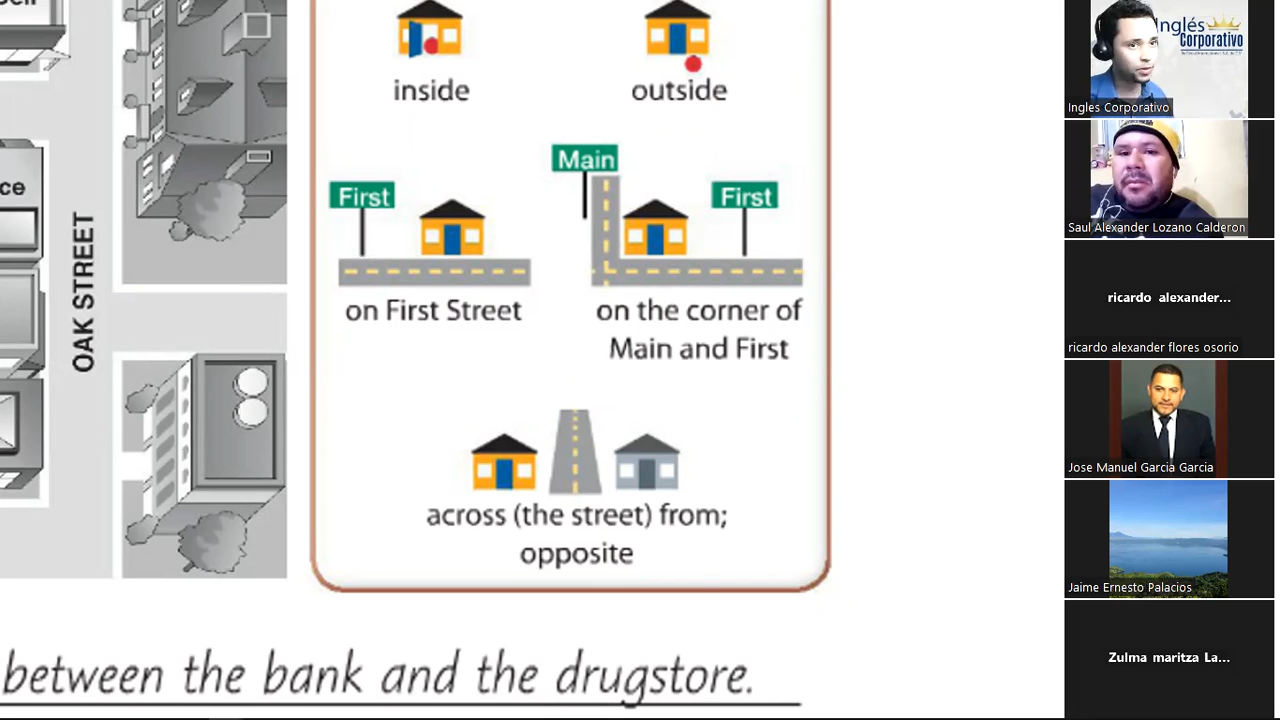 inside
outside
First
Main
First
on First Street
on the corner of
Main and First
across (the street) from;
opposite
OAK STREET
ce
between the bank and the drugstore.
Inglés
Corporativo
Ingles Corporativo
Saul Alexander Lozano Calderon
ricardo alexander...
ricardo alexander flores osorio
Jose Manuel Garcia Garcia
Jaime Ernesto Palacios
Zulma maritza La...